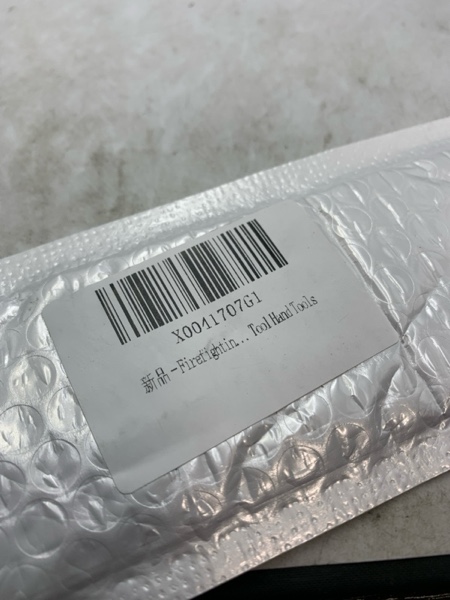 X0041707G1
新品 -Firefightin... Tool Hand Tools